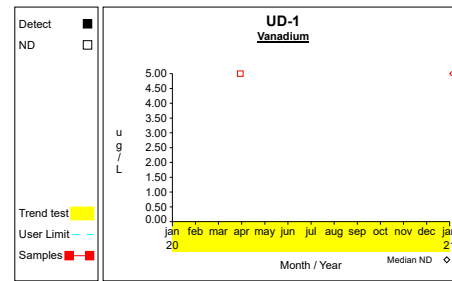 Detect
ND
Trend test
User Limit
Samples
UD-1
Vanadium
u
g
/
L
5.00
4.50
4.00
3.50
3.00
2.50
2.00
1.50
1.00
0.50
0.00
jan feb mar apr may jun jul aug sep oct nov dec jan
20 21
Month / Year
Median ND